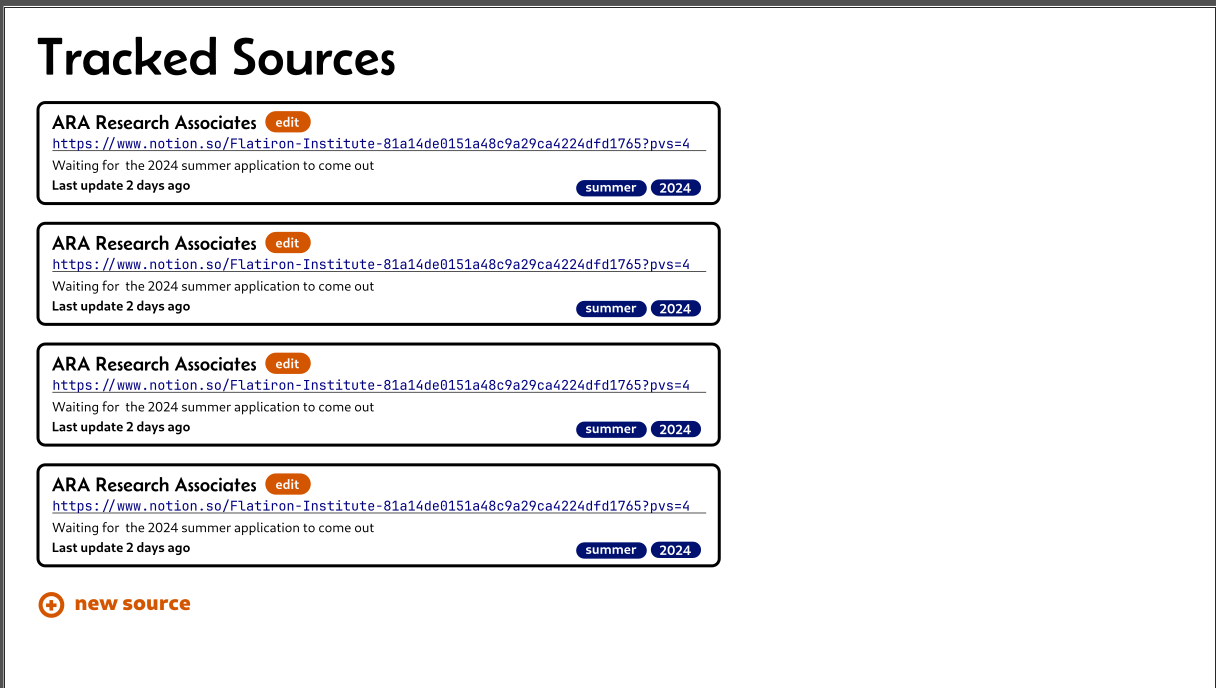 Tracked Sources
ARA Research Associates edit
https://www.notion.so/Flatiron-Institute-81a14de0151a48c9a29ca4224dfd1765?pvs=4
Waiting for  the 2024 summer application to come out
Last update 2 days ago summer 2024
ARA Research Associates edit
https://www.notion.so/Flatiron-Institute-81a14de0151a48c9a29ca4224dfd1765?pvs=4
Waiting for  the 2024 summer application to come out
Last update 2 days ago summer 2024
ARA Research Associates edit
https://www.notion.so/Flatiron-Institute-81a14de0151a48c9a29ca4224dfd1765?pvs=4
Waiting for  the 2024 summer application to come out
Last update 2 days ago summer 2024
ARA Research Associates edit
https://www.notion.so/Flatiron-Institute-81a14de0151a48c9a29ca4224dfd1765?pvs=4
Waiting for  the 2024 summer application to come out
Last update 2 days ago summer 2024
new source